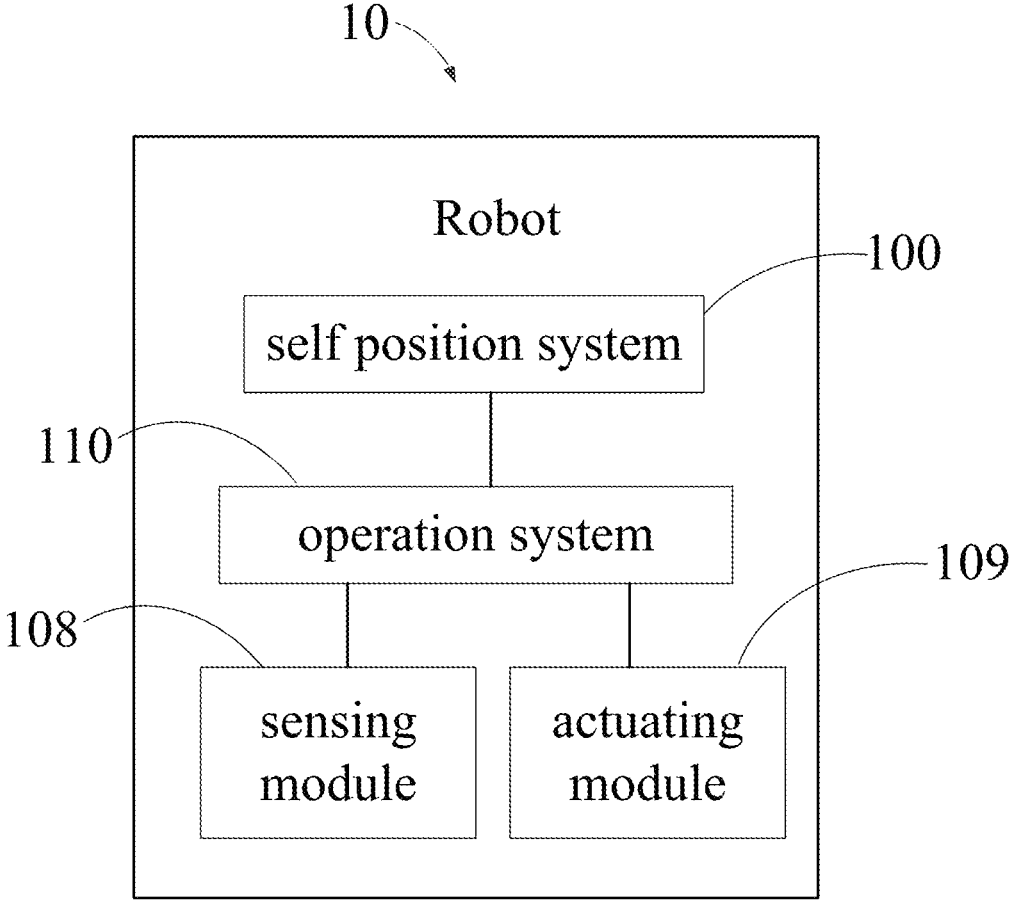 10
Robot
100
self position system
110
operation system
109
108
sensing
module
actuating
module